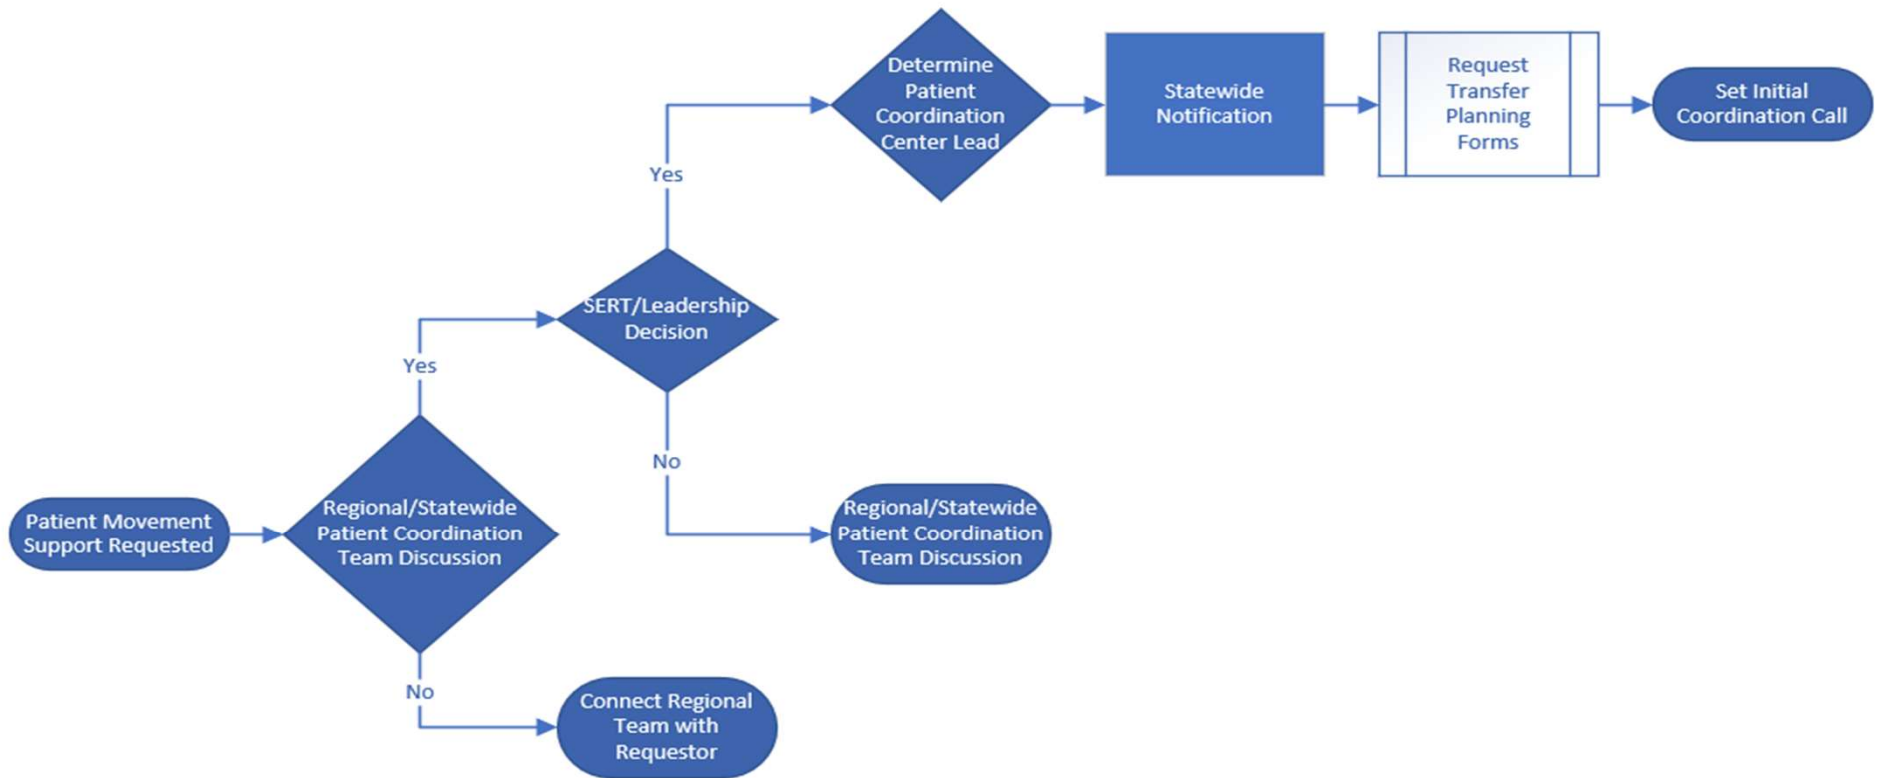 Determine
Patient
Coordination
Center Lead
Statewide
Notification
Request
Transfer
Planning
Forms
Set Initial
Coordination Call
Yes
SERT/Leadership
Decision
Yes
No
Patient Movement
Support Requested
Regional/Statewide
Patient Coordination
Team Discussion
Regional/Statewide
Patient Coordination
Team Discussion
No
Connect Regional
Team with
Requestor